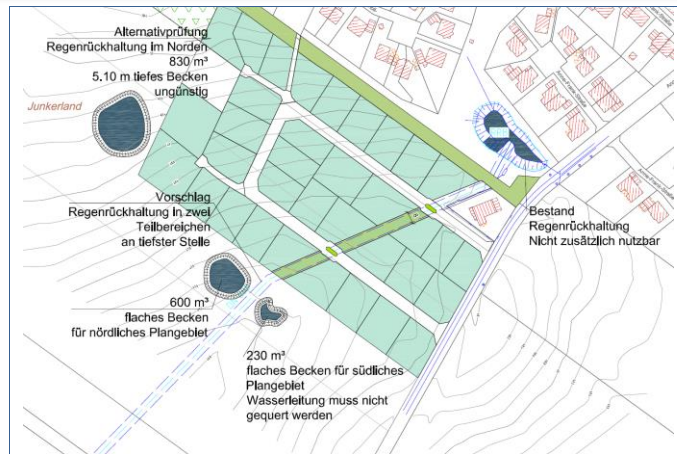 Alternativprüfung
Regenrückhaltung im Norden
830 m³
5.10 m tiefes Becken
ungünstig
Junkerland
Vorschlag
Regenrückhaltung in zwei
Teilbereichen
an tiefster Stelle
600 m³
flaches Becken
für nördliches Plangebiet
230 m³
flaches Becken für südliches
Plangebiet
Wasserleitung muss nicht
gequert werden
Bestand
Regenrückhaltung
Nicht zusätzlich nutzbar